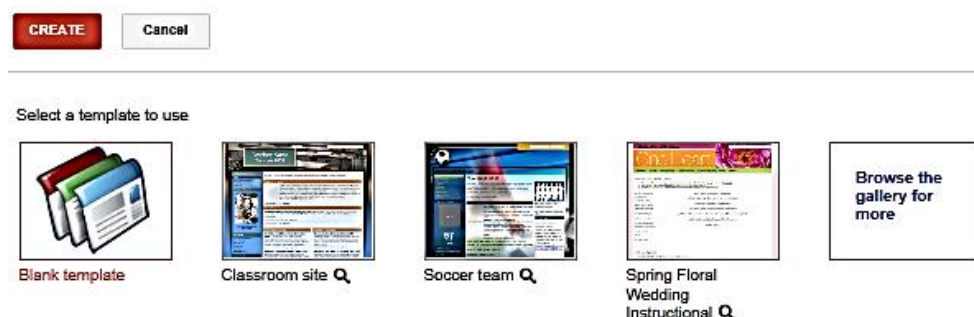 CREATE Cancel
Select a template to use
Browse the
gallery for
more
Blank template
Classroom site
Soccer team
Spring Floral
Wedding
Instructional